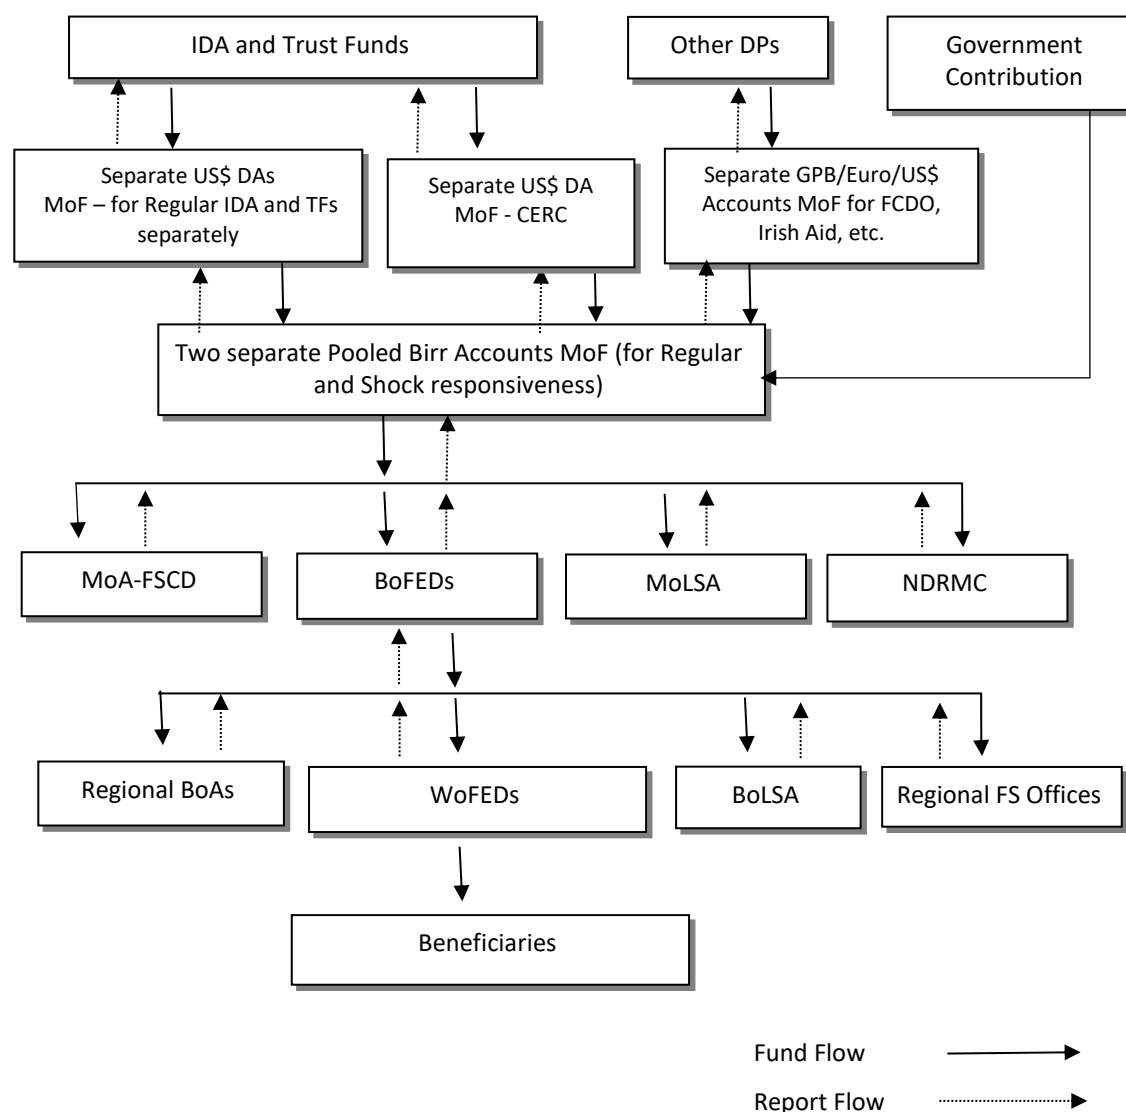 IDA and Trust Funds
Other DPs
Government
Contribution
Separate US$ DAs
MoF – for Regular IDA and TFs
separately
Separate US$ DA
MoF - CERC
Separate GPB/Euro/US$
Accounts MoF for FCDO,
Irish Aid, etc.
Two separate Pooled Birr Accounts MoF (for Regular
and Shock responsiveness)
MoA-FSCD
BoFEDs
MoLSA
NDRMC
Regional BoAs
WoFEDs
BoLSA
Regional FS Offices
Beneficiaries
Fund Flow
Report Flow